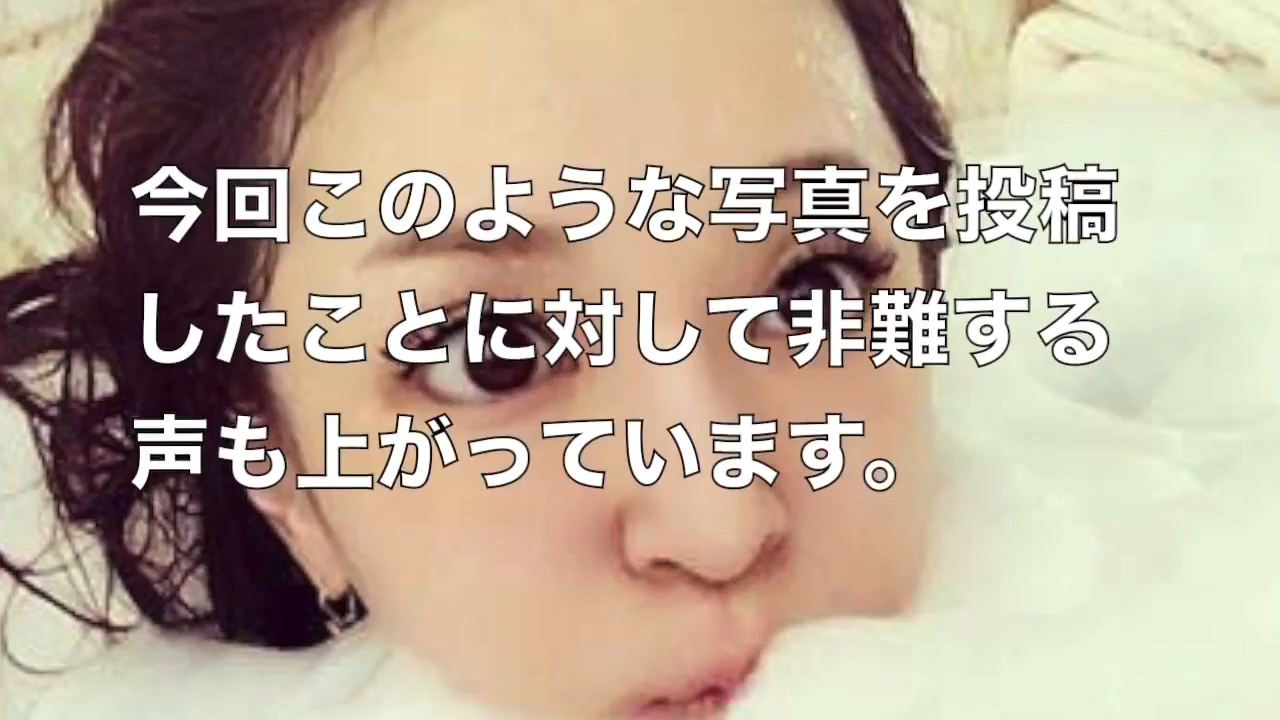 今回このような写真を投稿
したことに対して非難する
声も上がっています。